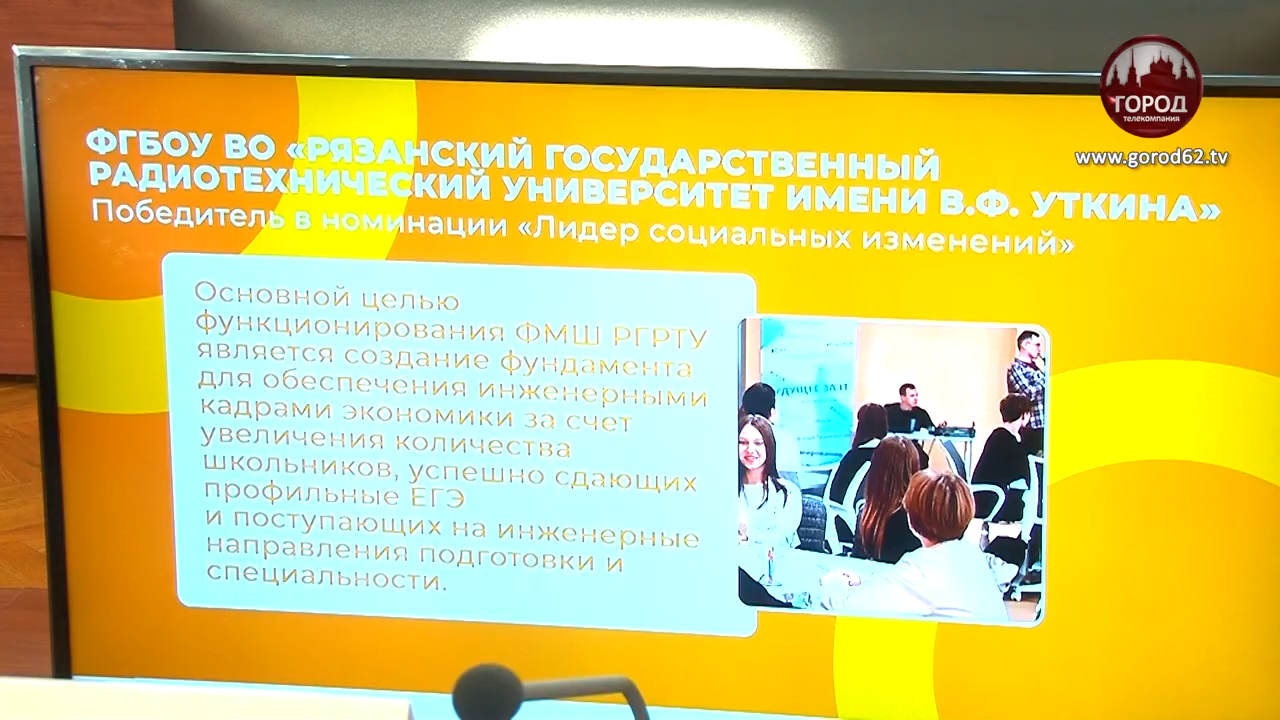 ГОРОД
телекомпания
www.gorod62.tv
ФГБОУ ВО «РЯЗАНСКИЙ ГОСУДАРСТВЕННЫЙ
РАДИОТЕХНИЧЕСКИЙ УНИВЕРСИТЕТ ИМЕНИ В.Ф. УТКИНА»
Победитель в номинации «Лидер социальных изменений»
Основной целью
функционирования ФМШ РГРТУ
является создание фундамента
для обеспечения инженерными
кадрами экономики за счет
увеличения количества
школьников, успешно сдающих
профильные ЕГЭ
и поступающих на инженерные
направления подготовки и
специальности.
ЗА IT